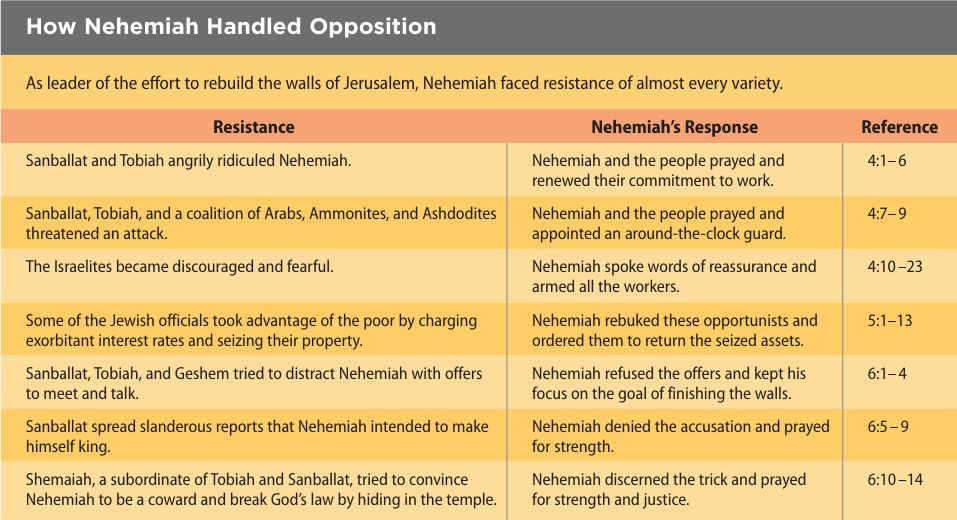 How Nehemiah Handled Opposition
As leader of the effort to rebuild the walls of Jerusalem, Nehemiah faced resistance of almost every variety.
Resistance Nehemiah's Response Reference
Sanballat and Tobiah angrily ridiculed Nehemiah. Nehemiah and the people prayed and 4:1–6
renewed their commitment to work.
Sanballat, Tobiah, and a coalition of Arabs, Ammonites, and Ashdodites Nehemiah and the people prayed and 4:7–9
threatened an attack. appointed an around-the-clock guard.
The Israelites became discouraged and fearful. Nehemiah spoke words of reassurance and 4:10–23
armed all the workers.
Some of the Jewish officials took advantage of the poor by charging Nehemiah rebuked these opportunists and 5:1–13
exorbitant interest rates and seizing their property. ordered them to return the seized assets.
Sanballat, Tobiah, and Geshem tried to distract Nehemiah with offers Nehemiah refused the offers and kept his 6:1–4
to meet and talk. focus on the goal of finishing the walls.
Sanballat spread slanderous reports that Nehemiah intended to make Nehemiah denied the accusation and prayed 6:5–9
himself king. for strength.
Shemaiah, a subordinate of Tobiah and Sanballat, tried to convince Nehemiah discerned the trick and prayed 6:10–14
Nehemiah to be a coward and break God's law by hiding in the temple. for strength and justice.